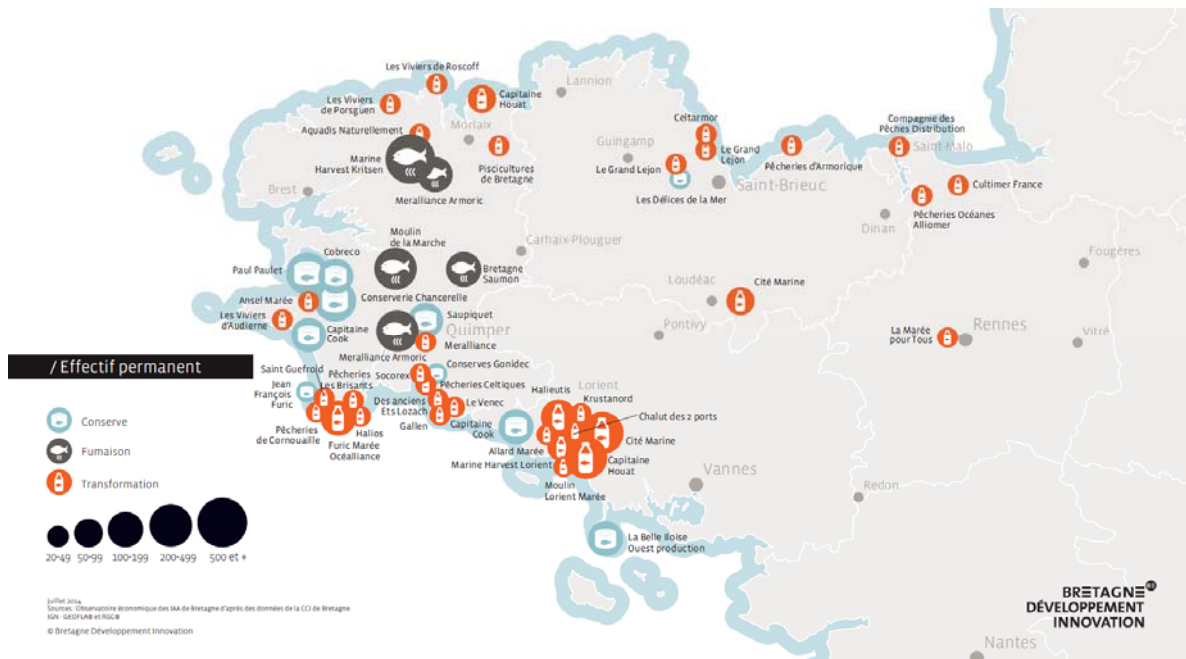 Les Viviers de Roscoff
Lannion
Les Viviers
de Porsguen
Capitaine
Houat
Celtarmor
Compagnie des
Pêches Distribution
Aquadis Naturellement
Morlaix
Guingamp
Le Grand
Lejon
Saint-Malo
Marine
Harvest Kritsen
Piscicultures
de Bretagne
Le Grand Lejon
Pêcheries d'Armorique
Brest
Saint-Brieuc
Cultimer France
Meralliance Armoric
Les Délices de la Mer
Dinan
Pêcheries Océanes
Alliomer
Moulin
de la Marche
Carhaix-Plouguer
Cobreco
Fougères
Paul Paulet
Bretagne
Saumon
Loudéac
Cité Marine
Ansel Marée
Conserverie Chancerelle
Les Viviers
d'Audierne
Saupiquet
Capitaine
Cook
Quimper
Pontivy
La Marée
pour Tous
Rennes
Vitré
Meralliance
/ Effectif permanent
Meralliance Armoric
Saint Guefroid
Pêcheries
Les Brisants
Socorex
Conserves Gonidec
Jean
François
Furic
Pêcheries Celtiques
Halieutis
Lorient
Krustanord
Des anciens
Ets Lozach
Le Venec
Chalut des 2 ports
Conserve
Pêcheries
de Cornouaille
Halios
Gallen
Capitaine
Cook
Cité Marine
Furic Marée
Océalliance
Allard Marée
Fumaison
Marine Harvest Lorient
Capitaine
Houat
Vannes
Transformation
Moulin
Lorient Marée
Redon
La Belle Iloise
Ouest production
20-49 50-99 100-199 200-499 500 et +
Juillet 2014
Sources : Observatoire économique des IAA de Bretagne d'après des données de la CCI de Bretagne
IGN - GEOFLA® et RGC®
© Bretagne Développement Innovation
BRETAGNE
DÉVELOPPEMENT
INNOVATION
Nantes